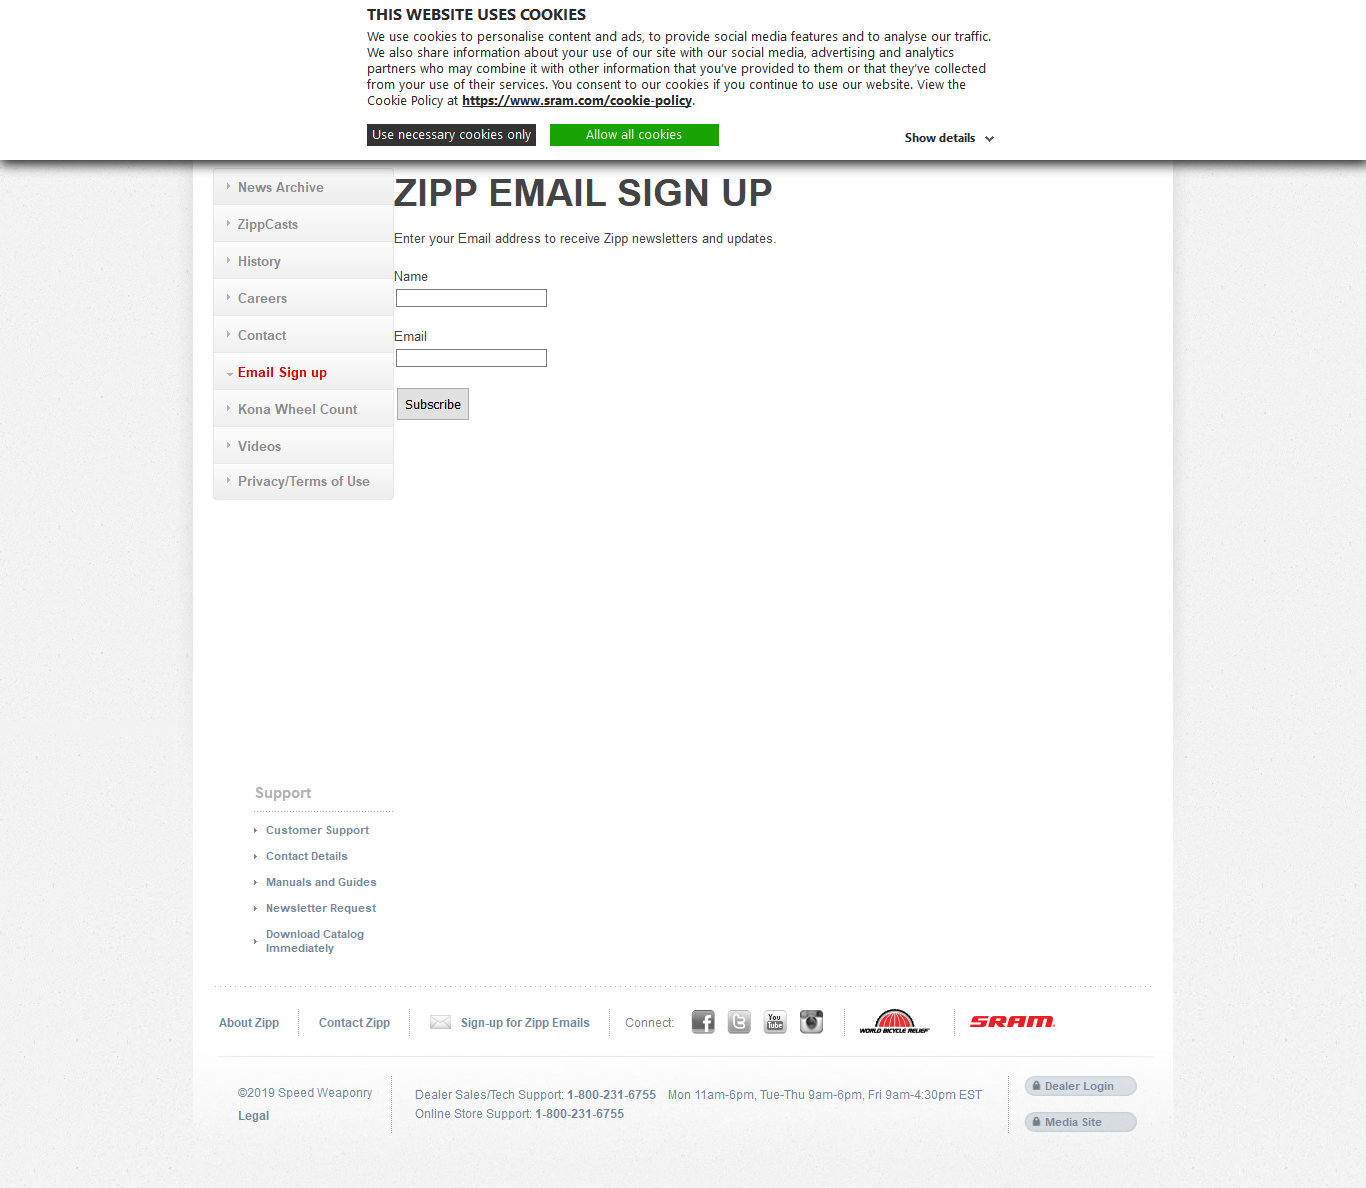 THIS WEBSITE USES COOKIES
We use cookies to personalise content and ads, to provide social media features and to analyse our traffic.
We also share information about your use of our site with our social media, advertising and analytics
partners who may combine it with other information that you've provided to them or that they've collected
from your use of their services. You consent to our cookies if you continue to use our website. View the
Cookie Policy at https://www.sram.com/cookie-policy.
Use necessary cookies only
Allow all cookies
Show details
News Archive
ZippCasts
History
Careers
Contact
Email Sign up
Kona Wheel Count
Videos
Privacy/Terms of Use
ZIPP EMAIL SIGN UP
Enter your Email address to receive Zipp newsletters and updates.
Name
Email
Subscribe
Support
Customer Support
Contact Details
Manuals and Guides
Newsletter Request
Download Catalog
Immediately
About Zipp
Contact Zipp
Sign-up for Zipp Emails
Connect:
You
Tube
WORLD BICYCLE RELIEF
SRAM
©2019 Speed Weaponry
Legal
Dealer Sales/Tech Support: 1-800-231-6755 Mon 11am-6pm, Tue-Thu 9am-6pm, Fri 9am-4:30pm EST
Online Store Support: 1-800-231-6755
Dealer Login
Media Site